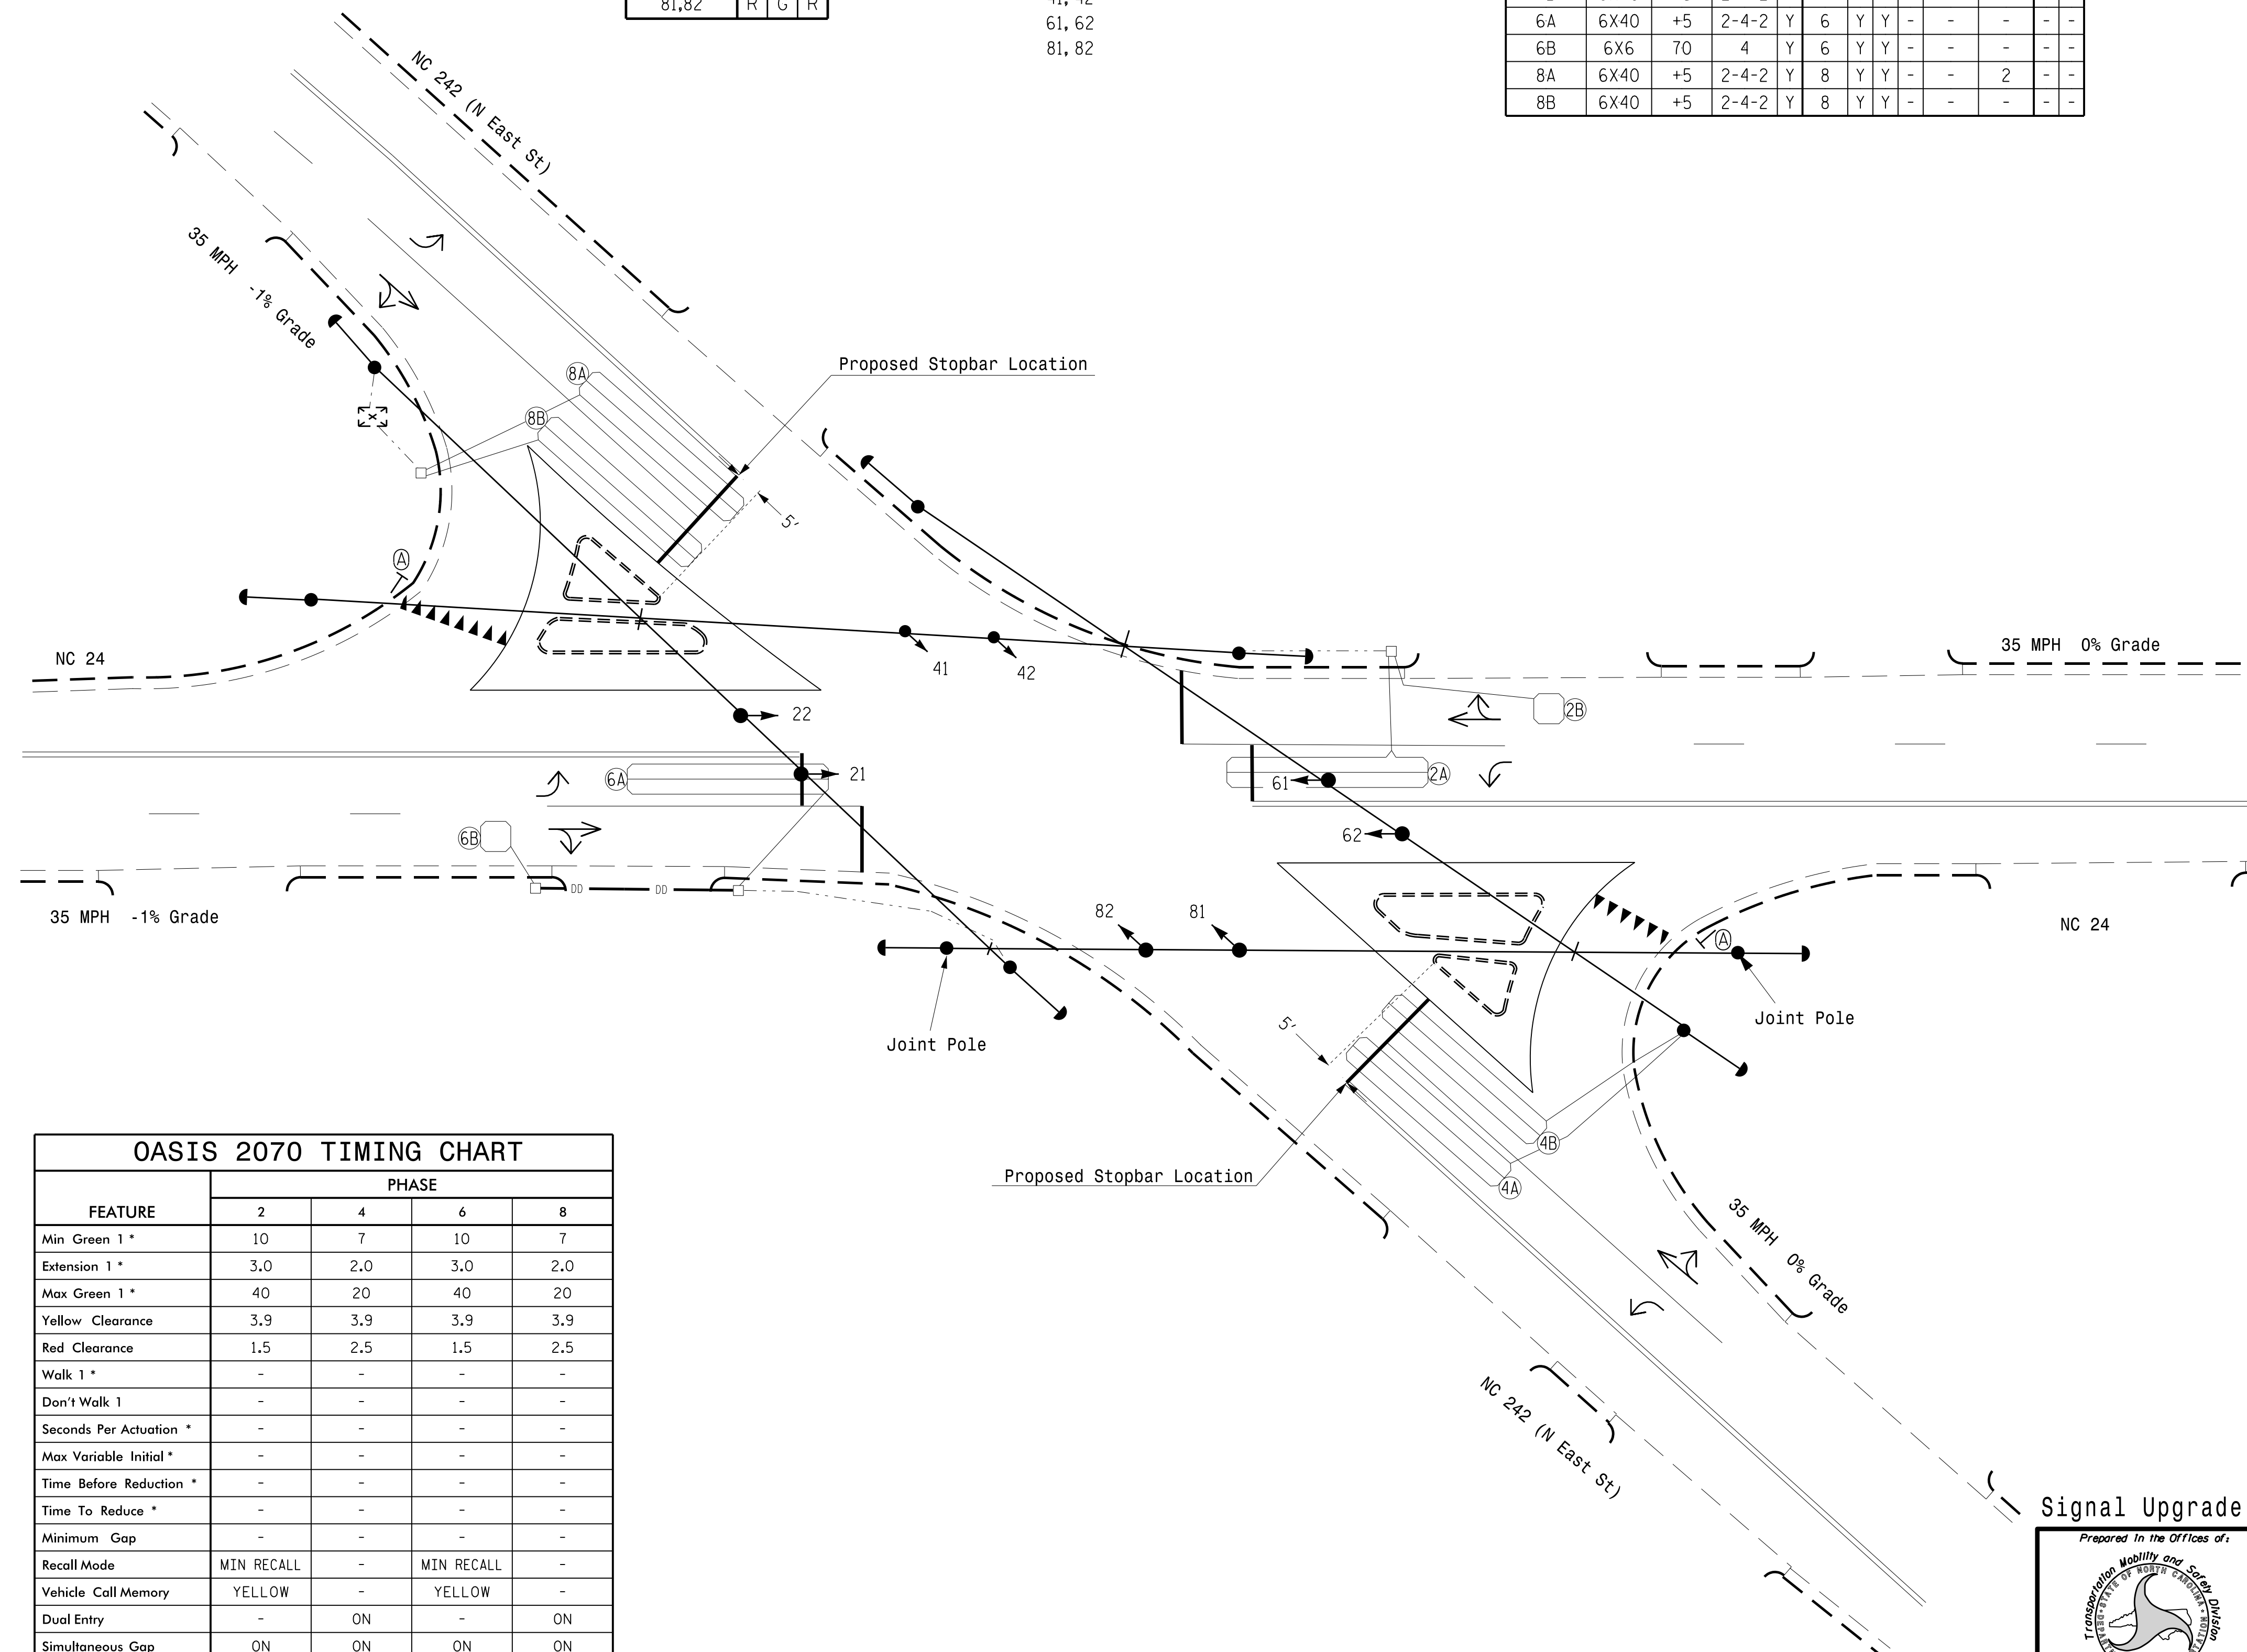 81,82 R G R
41, 42
61, 62
81, 82
6A 6X40 +5 2-4-2 Y 6 Y Y - - - - -
6B 6X6 70 4 Y 6 Y Y - - - - -
8A 6X40 +5 2-4-2 Y 8 Y Y - - 2 - -
8B 6X40 +5 2-4-2 Y 8 Y Y - - - - -
NC 242 (N East St)
35 MPH -1% Grade
Proposed Stopbar Location
8A
8B
5'
A
NC 24
41
42
35 MPH 0% Grade
22
2B
21
6A
61
2A
6B
62
DD DD
35 MPH -1% Grade
82
81
A
NC 24
Joint Pole
5'
Joint Pole
4B
Proposed Stopbar Location
4A
35 MPH 0% Grade
NC 242 (N East St)
OASIS 2070 TIMING CHART
FEATURE PHASE
2 4 6 8
Min Green 1 * 10 7 10 7
Extension 1 * 3.0 2.0 3.0 2.0
Max Green 1 * 40 20 40 20
Yellow Clearance 3.9 3.9 3.9 3.9
Red Clearance 1.5 2.5 1.5 2.5
Walk 1 * - - - -
Don't Walk 1 - - - -
Seconds Per Actuation * - - - -
Max Variable Initial * - - - -
Time Before Reduction * - - - -
Time To Reduce * - - - -
Minimum Gap - - - -
Recall Mode MIN RECALL - MIN RECALL -
Vehicle Call Memory YELLOW - YELLOW -
Dual Entry - ON - ON
Simultaneous Gap ON ON ON ON
Signal Upgrade
Prepared in the Offices of:
Transportation Mobility and Safety Division
STATE OF NORTH CAROLINA